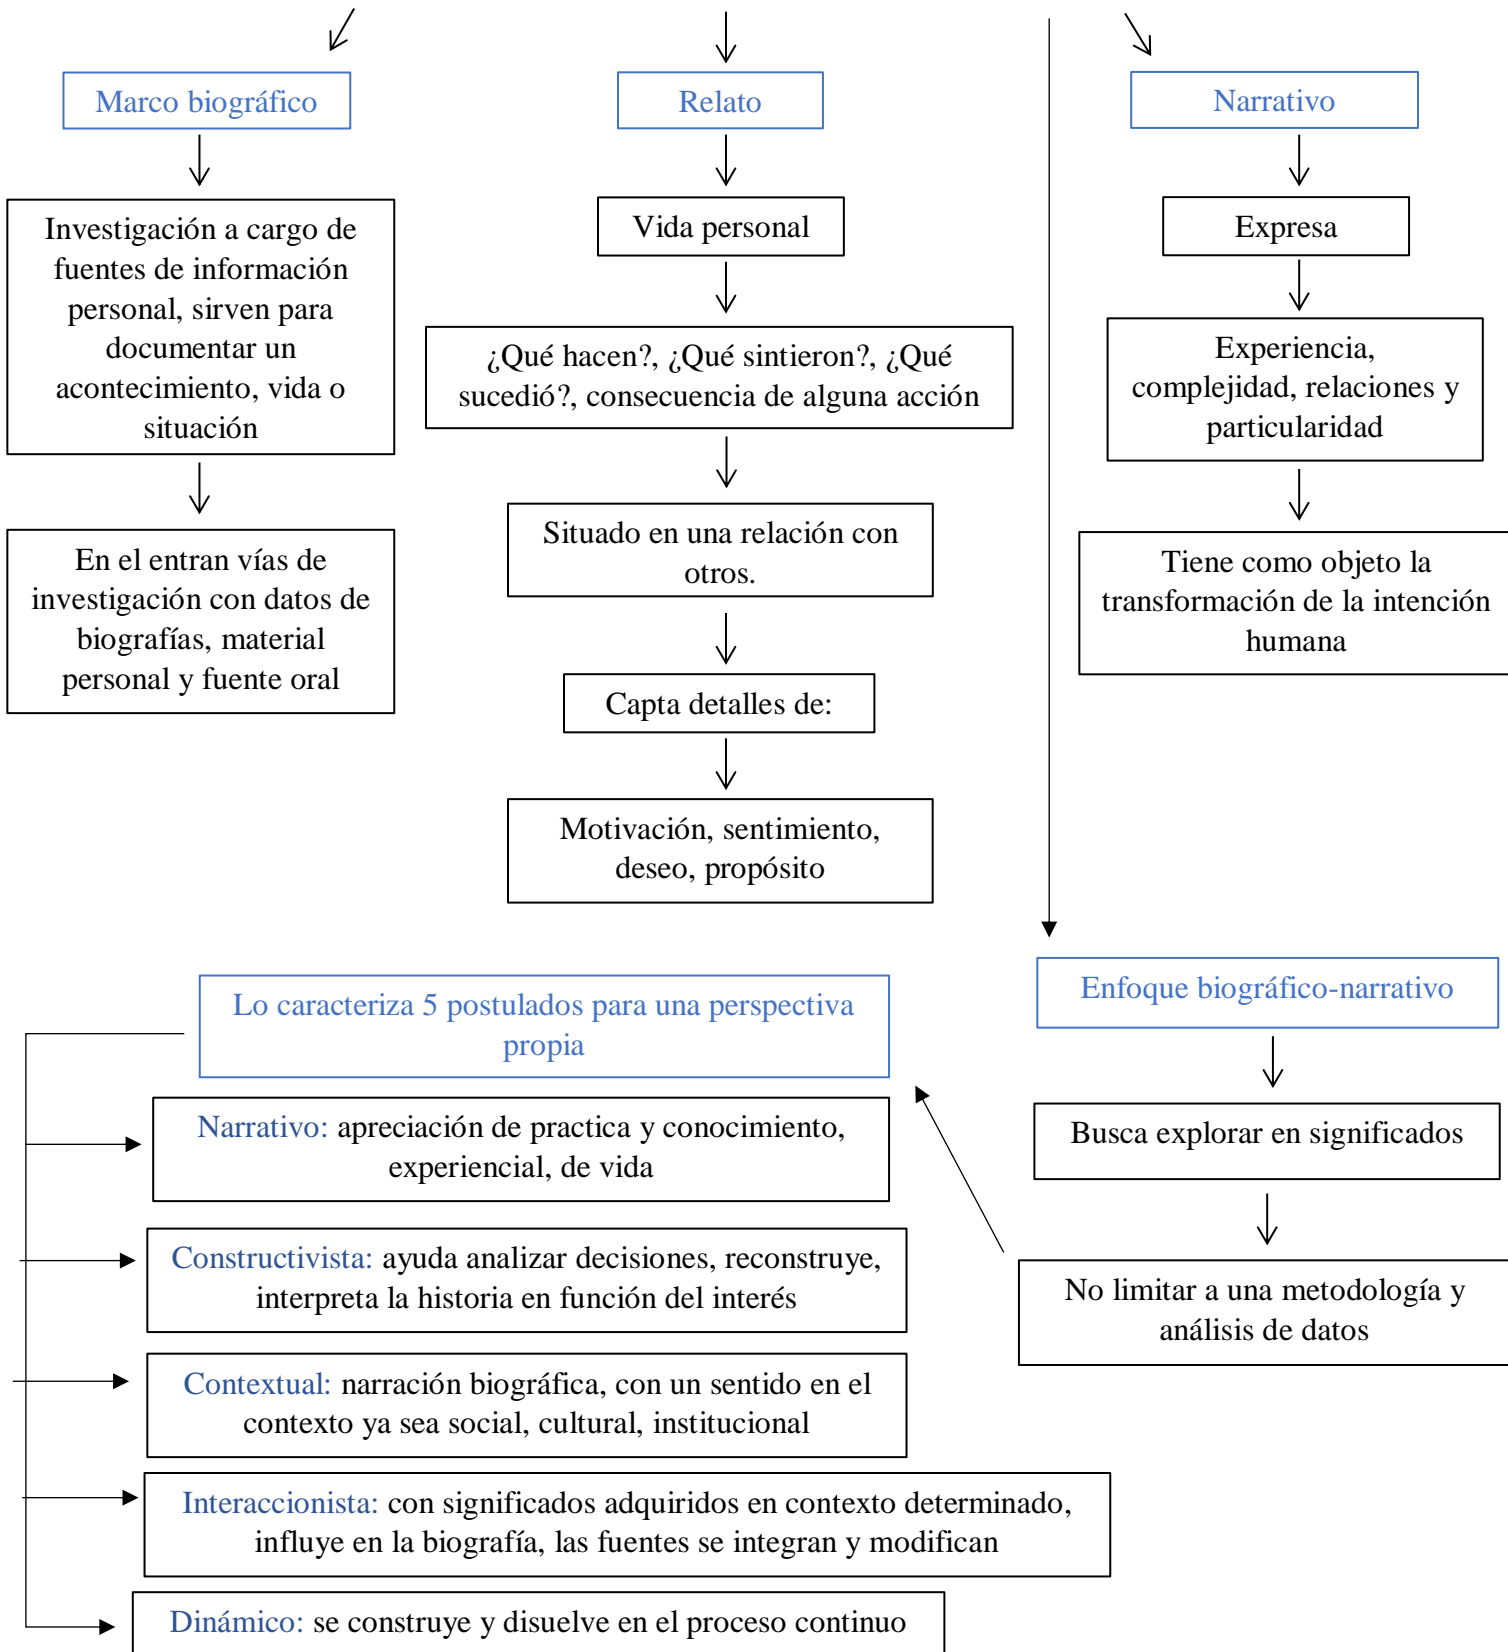 Marco biográfico
Investigación a cargo de
fuentes de información
personal, sirven para
documentar un
acontecimiento, vida o
situación
En el entran vías de
investigación con datos de
biografías, material
personal y fuente oral
Relato
Vida personal
¿Qué hacen?, ¿Qué sintieron?, ¿Qué
sucedió?, consecuencia de alguna acción
Situado en una relación con
otros.
Capta detalles de:
Motivación, sentimiento,
deseo, propósito
Narrativo
Expresa
Experiencia,
complejidad, relaciones y
particularidad
Tiene como objeto la
transformación de la intención
humana
Enfoque biográfico-narrativo
Busca explorar en significados
No limitar a una metodología y
análisis de datos
Lo caracteriza 5 postulados para una perspectiva
propia
Narrativo: apreciación de practica y conocimiento,
experiencial, de vida
Constructivista: ayuda analizar decisiones, reconstruye,
interpreta la historia en función del interés
Contextual: narración biográfica, con un sentido en el
contexto ya sea social, cultural, institucional
Interaccionista: con significados adquiridos en contexto determinado,
influye en la biografía, las fuentes se integran y modifican
Dinámico: se construye y disuelve en el proceso continuo